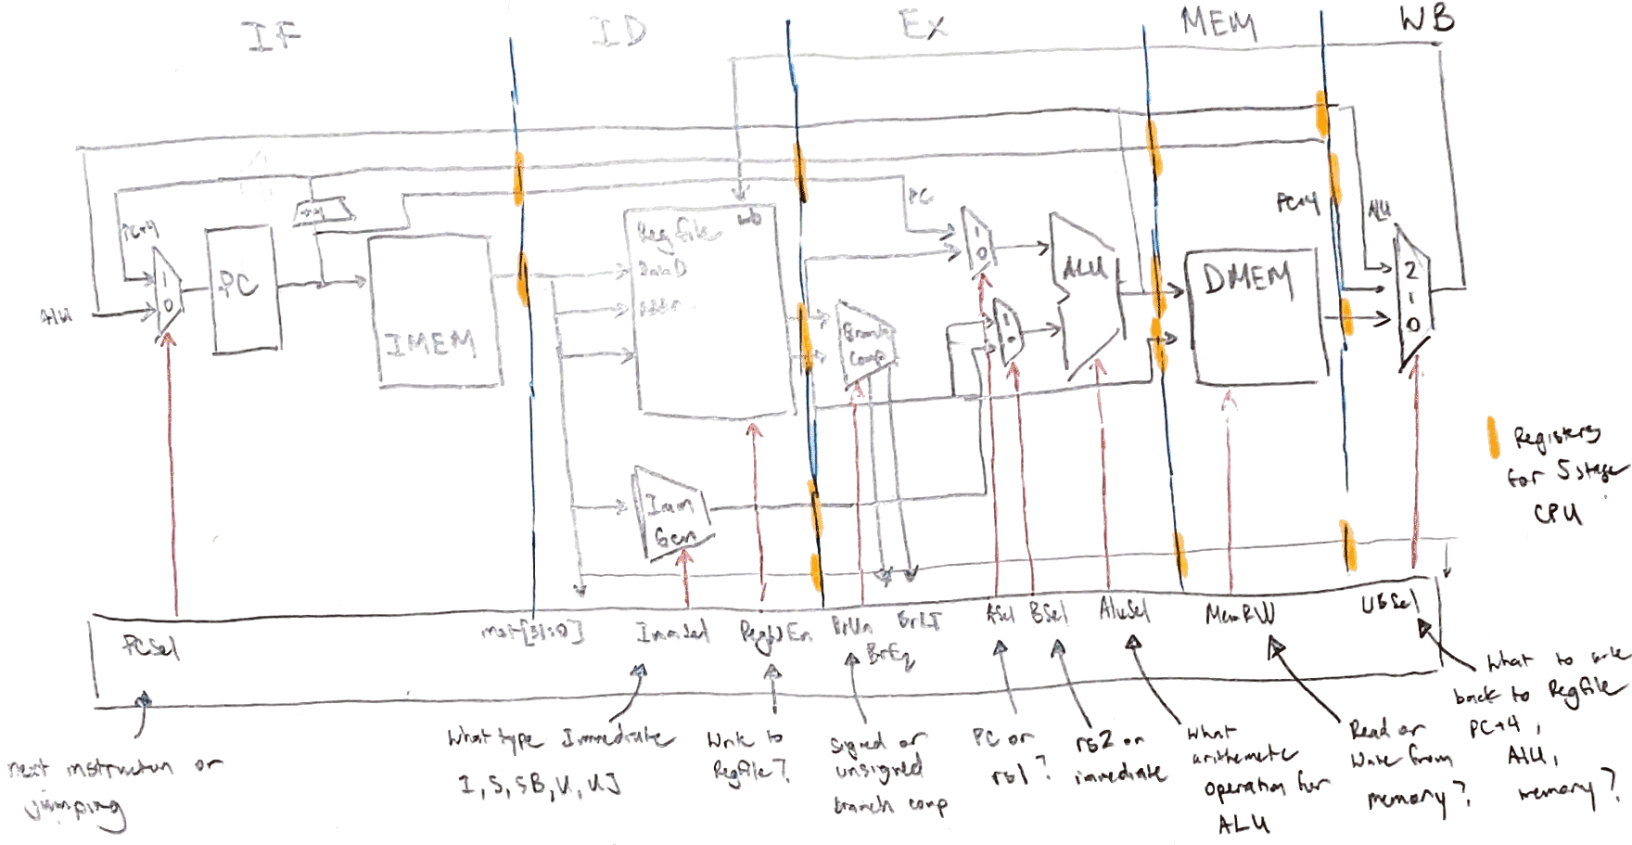 IF
ID
Ex
MEM
WB
PC+4
ALU
1
0
PC
IMEM
wb
Regfile
DataD
Branch
Comp
Imm
Gen
PC
1
0
1
0
ALU
DMEM
PC+4
ALU
2
1
0
Registers
for 5 stage
CPU
PCSel
inst[31:0]
ImmSel
RegWEn
BrUn
BrEq
BrLT
ASel
BSel
AluSel
MemRW
WBSel
next instruction or
jumping
What type Immediate
I, S, SB, U, UJ
Write to
Regfile?
signed or
unsigned
branch comp
PC or
rs1?
rs2 or
immediate
What
arithmetic
operation for
ALU
Read or
Write from
memory?
What to write
back to Regfile
PC+4,
ALU,
memory?